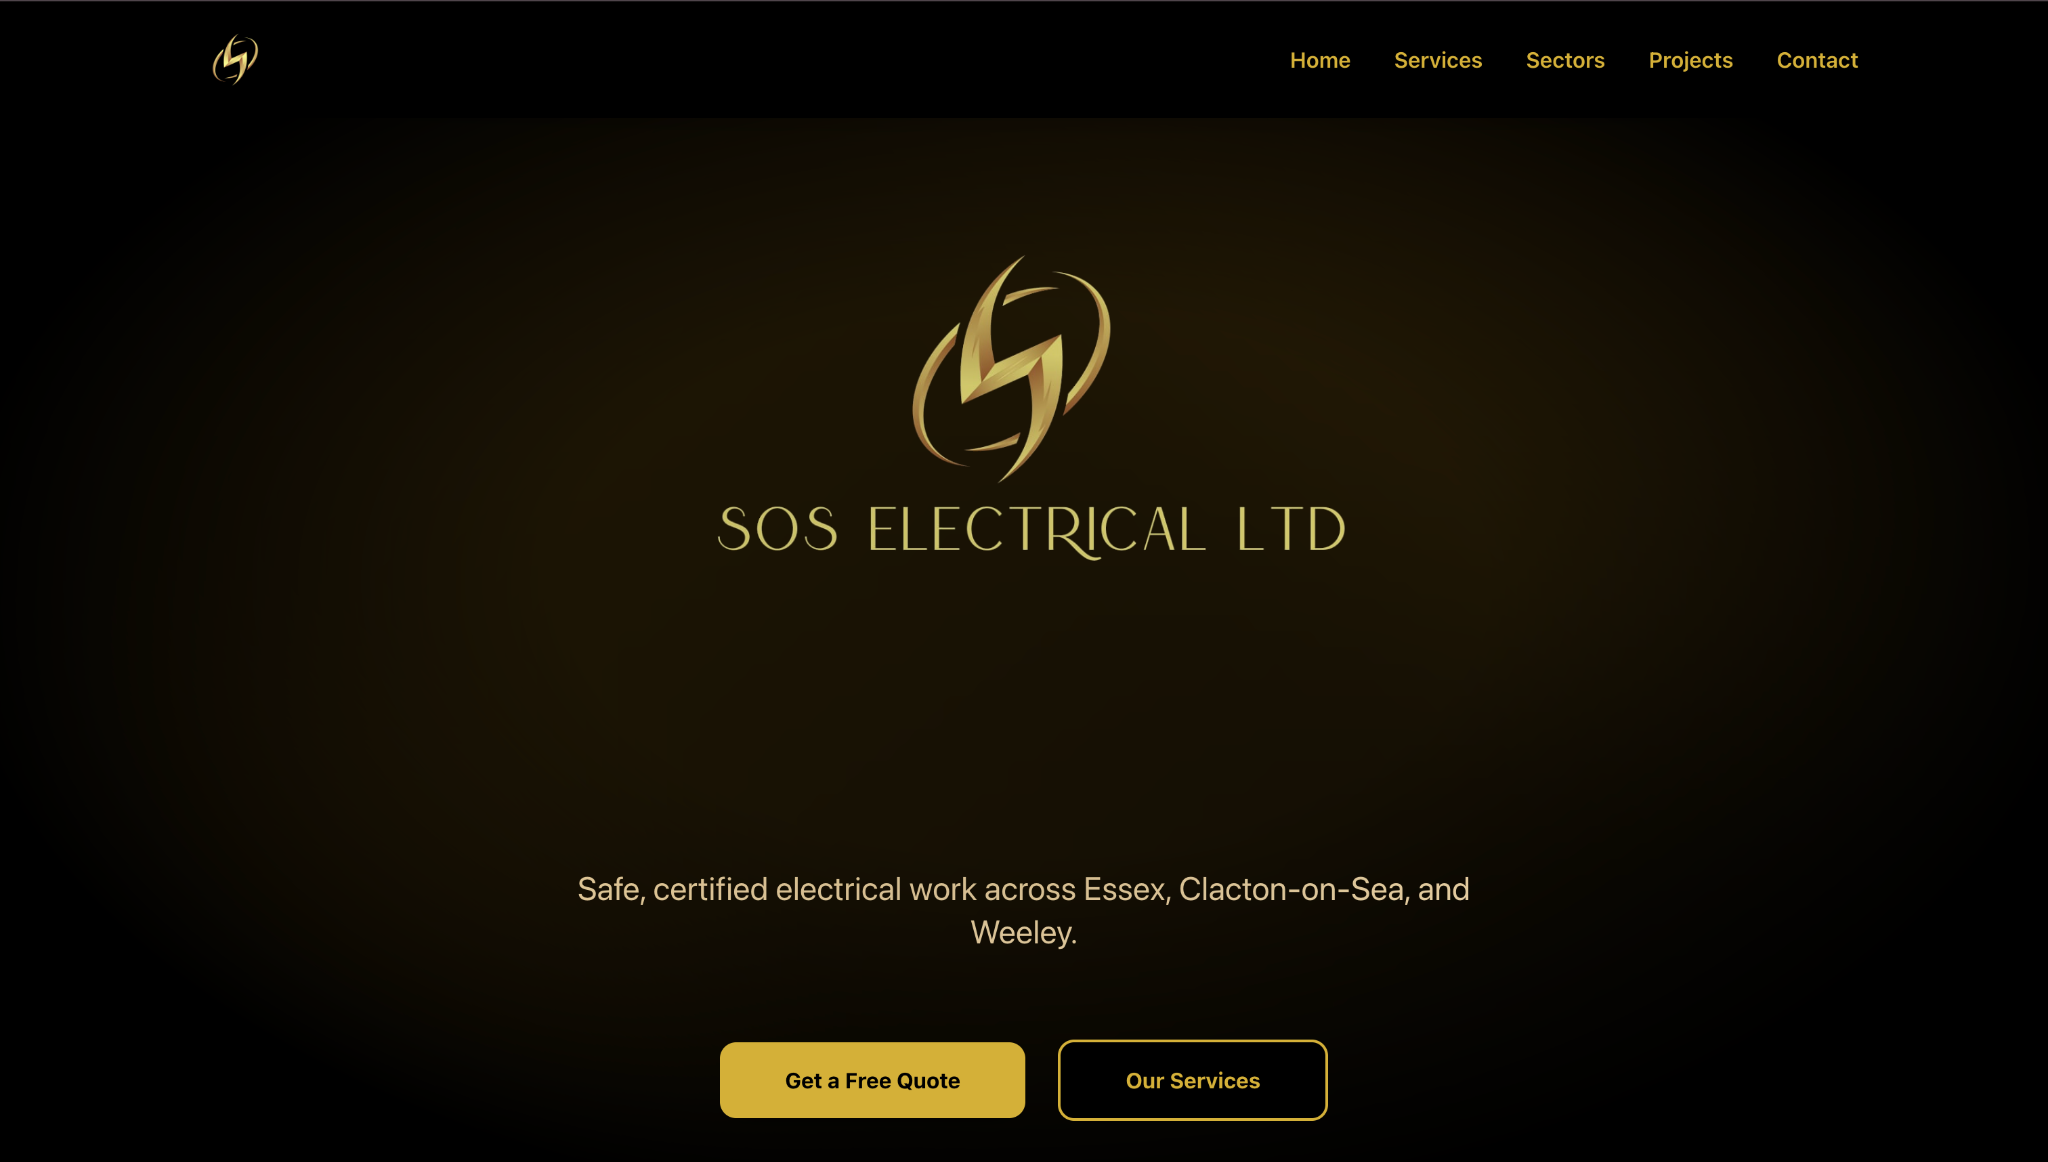 Home Services Sectors Projects Contact
SOS ELECTRICAL LTD
Safe, certified electrical work across Essex, Clacton-on-Sea, and
Weeley.
Get a Free Quote Our Services